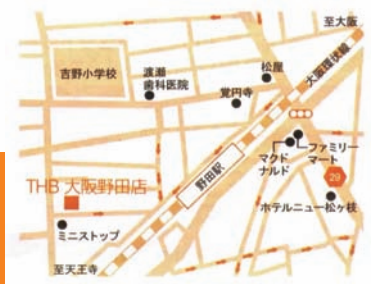 至大阪
大阪環状線
松屋
吉野小学校
渡瀬
歯科医院
覚円寺
ファミリー
マート
マクド
ナルド
野田駅
29
THB 大阪野田店
ホテルニュー松ヶ枝
ミニストップ
至天王寺